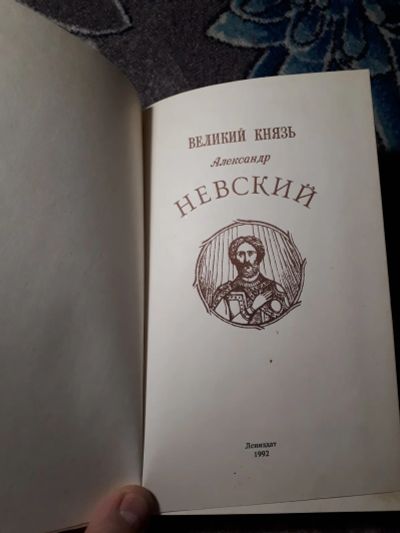 ВЕЛИКИЙ КНЯЗЬ
Александр
НЕВСКИЙ
Лениздат
1992